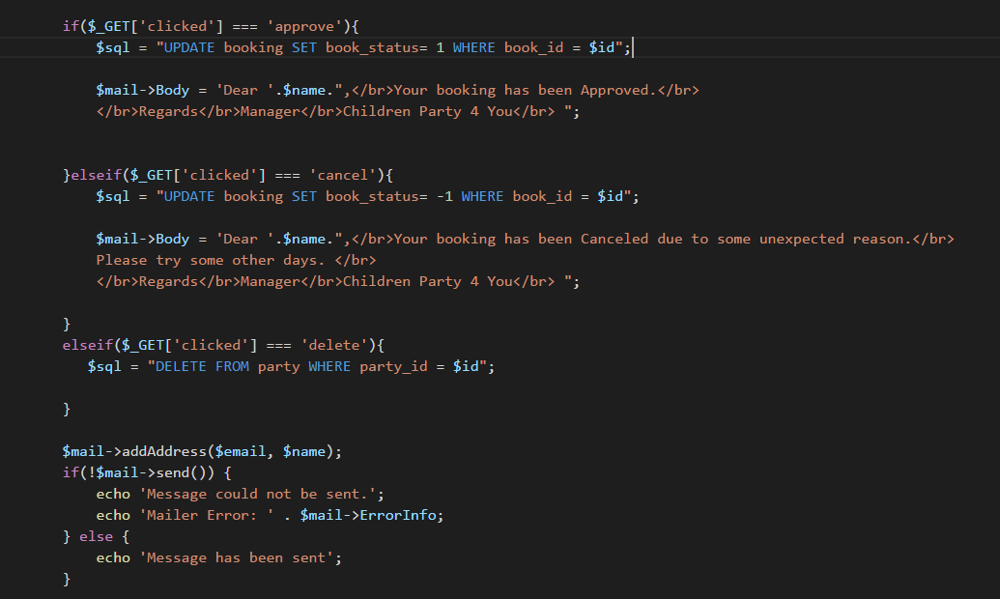 if($_GET['clicked'] === 'approve'){
$sql = "UPDATE booking SET book_status= 1 WHERE book_id = $id";
$mail->Body = 'Dear '.$name.",</br>Your booking has been Approved.</br>
</br>Regards</br>Manager</br>Children Party 4 You</br> ";
}elseif($_GET['clicked'] === 'cancel'){
$sql = "UPDATE booking SET book_status= -1 WHERE book_id = $id";
$mail->Body = 'Dear '.$name.",</br>Your booking has been Canceled due to some unexpected reason.</br>
Please try some other days. </br>
</br>Regards</br>Manager</br>Children Party 4 You</br> ";
}
elseif($_GET['clicked'] === 'delete'){
$sql = "DELETE FROM party WHERE party_id = $id";
}
$mail->addAddress($email, $name);
if(!$mail->send()) {
echo 'Message could not be sent.';
echo 'Mailer Error: ' . $mail->ErrorInfo;
} else {
echo 'Message has been sent';
}